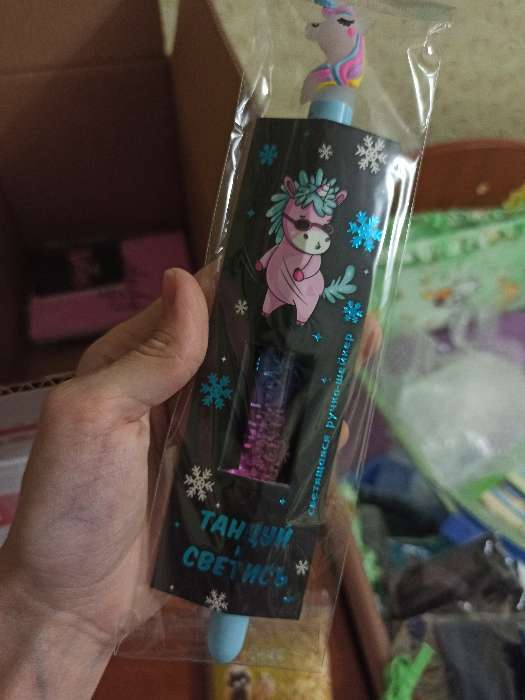 светящаяся ручка-шейкер
ТАНЦУЙ
И
СВЕТИСЬ